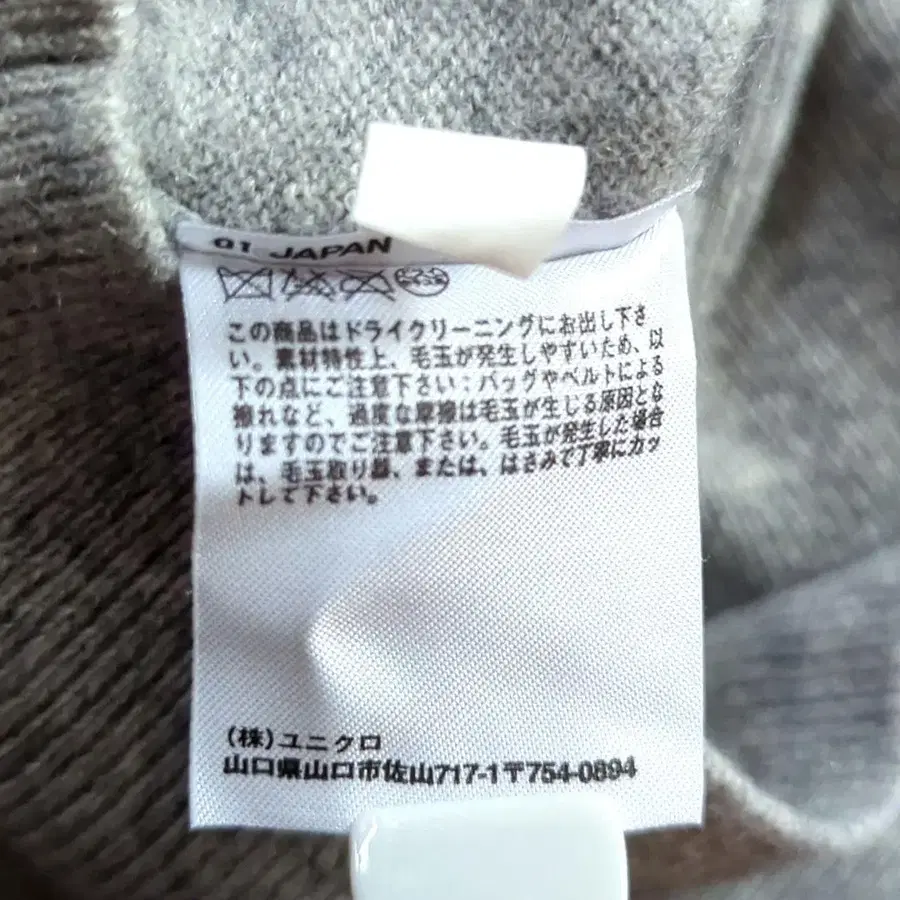 01 JAPAN
この商品はドライクリーニングにお出し下さ
い。素材特性上、毛玉が発生しやすいため、以
下の点にご注意下さい：バッグやベルトによる
擦れなど、過度な摩擦は毛玉が生じる原因とな
りますのでご注意下さい。毛玉が発生した場合
は、毛玉取り器、または、はさみで丁寧にカッ
トして下さい。
(株)ユニクロ
山口県山口市佐山717-1〒754-0894